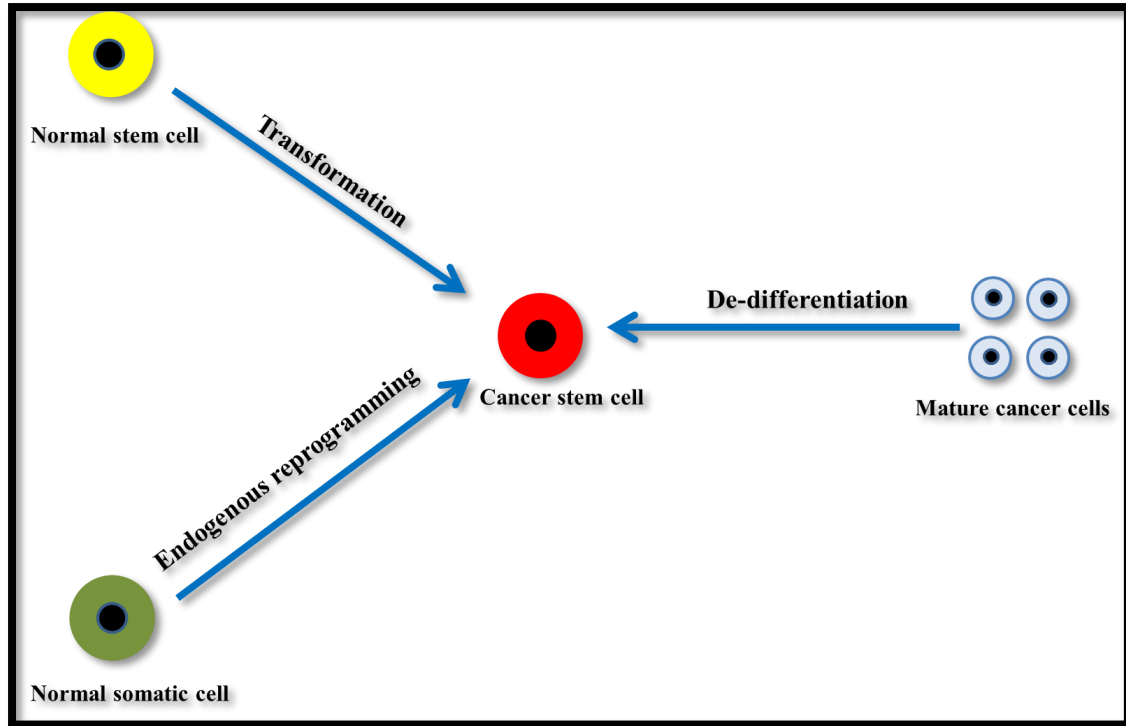 Normal stem cell
Transformation
De-differentiation
Cancer stem cell
Mature cancer cells
Endogenous reprogramming
Normal somatic cell